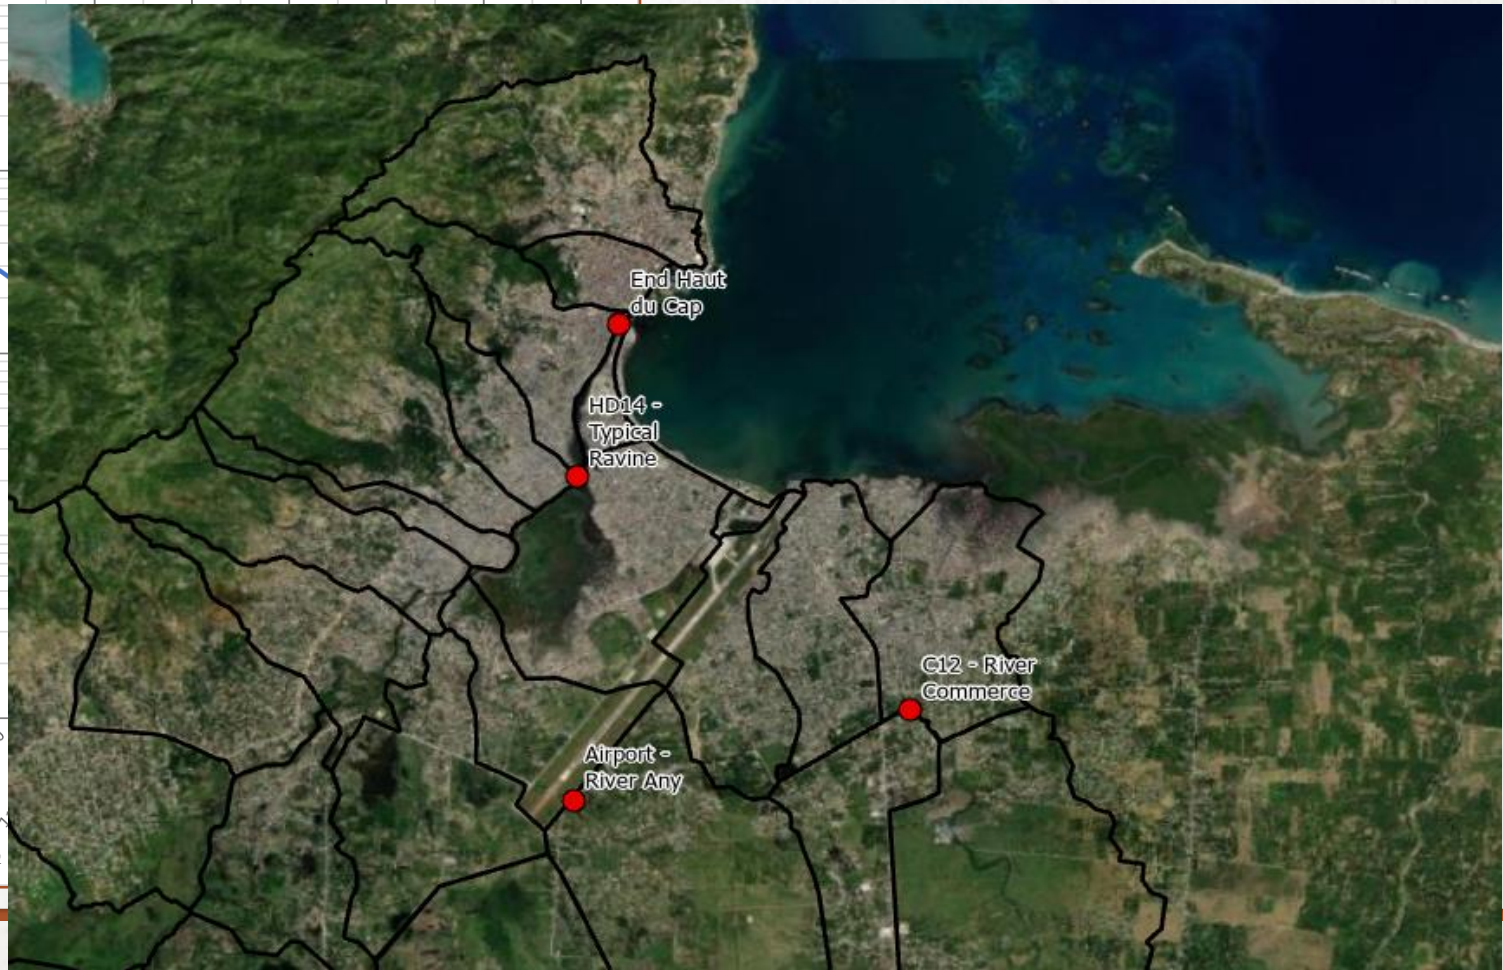 End Haut
du Cap
HD14 -
Typical
Ravine
C12 - River
Commerce
Airport -
River Any